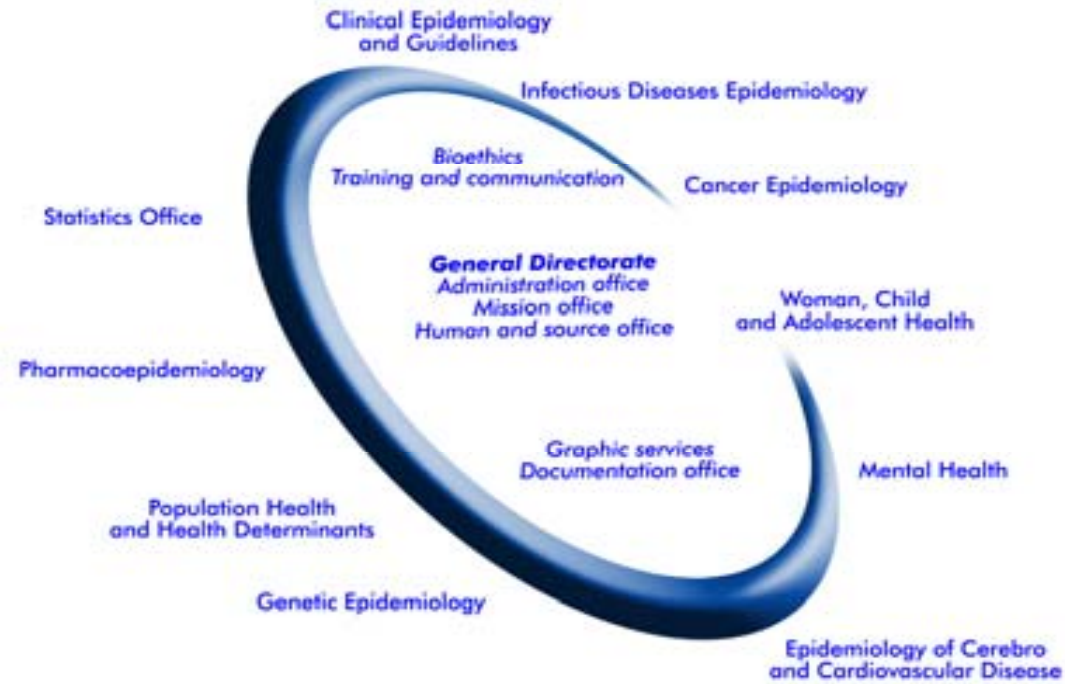 Clinical Epidemiology
and Guidelines
Infectious Diseases Epidemiology
Bioethics
Training and communication
Cancer Epidemiology
Statistics Office
General Directorate
Administration office
Mission office
Human and source office
Woman, Child
and Adolescent Health
Pharmacoepidemiology
Graphic services
Documentation office
Mental Health
Population Health
and Health Determinants
Genetic Epidemiology
Epidemiology of Cerebro
and Cardiovascular Disease